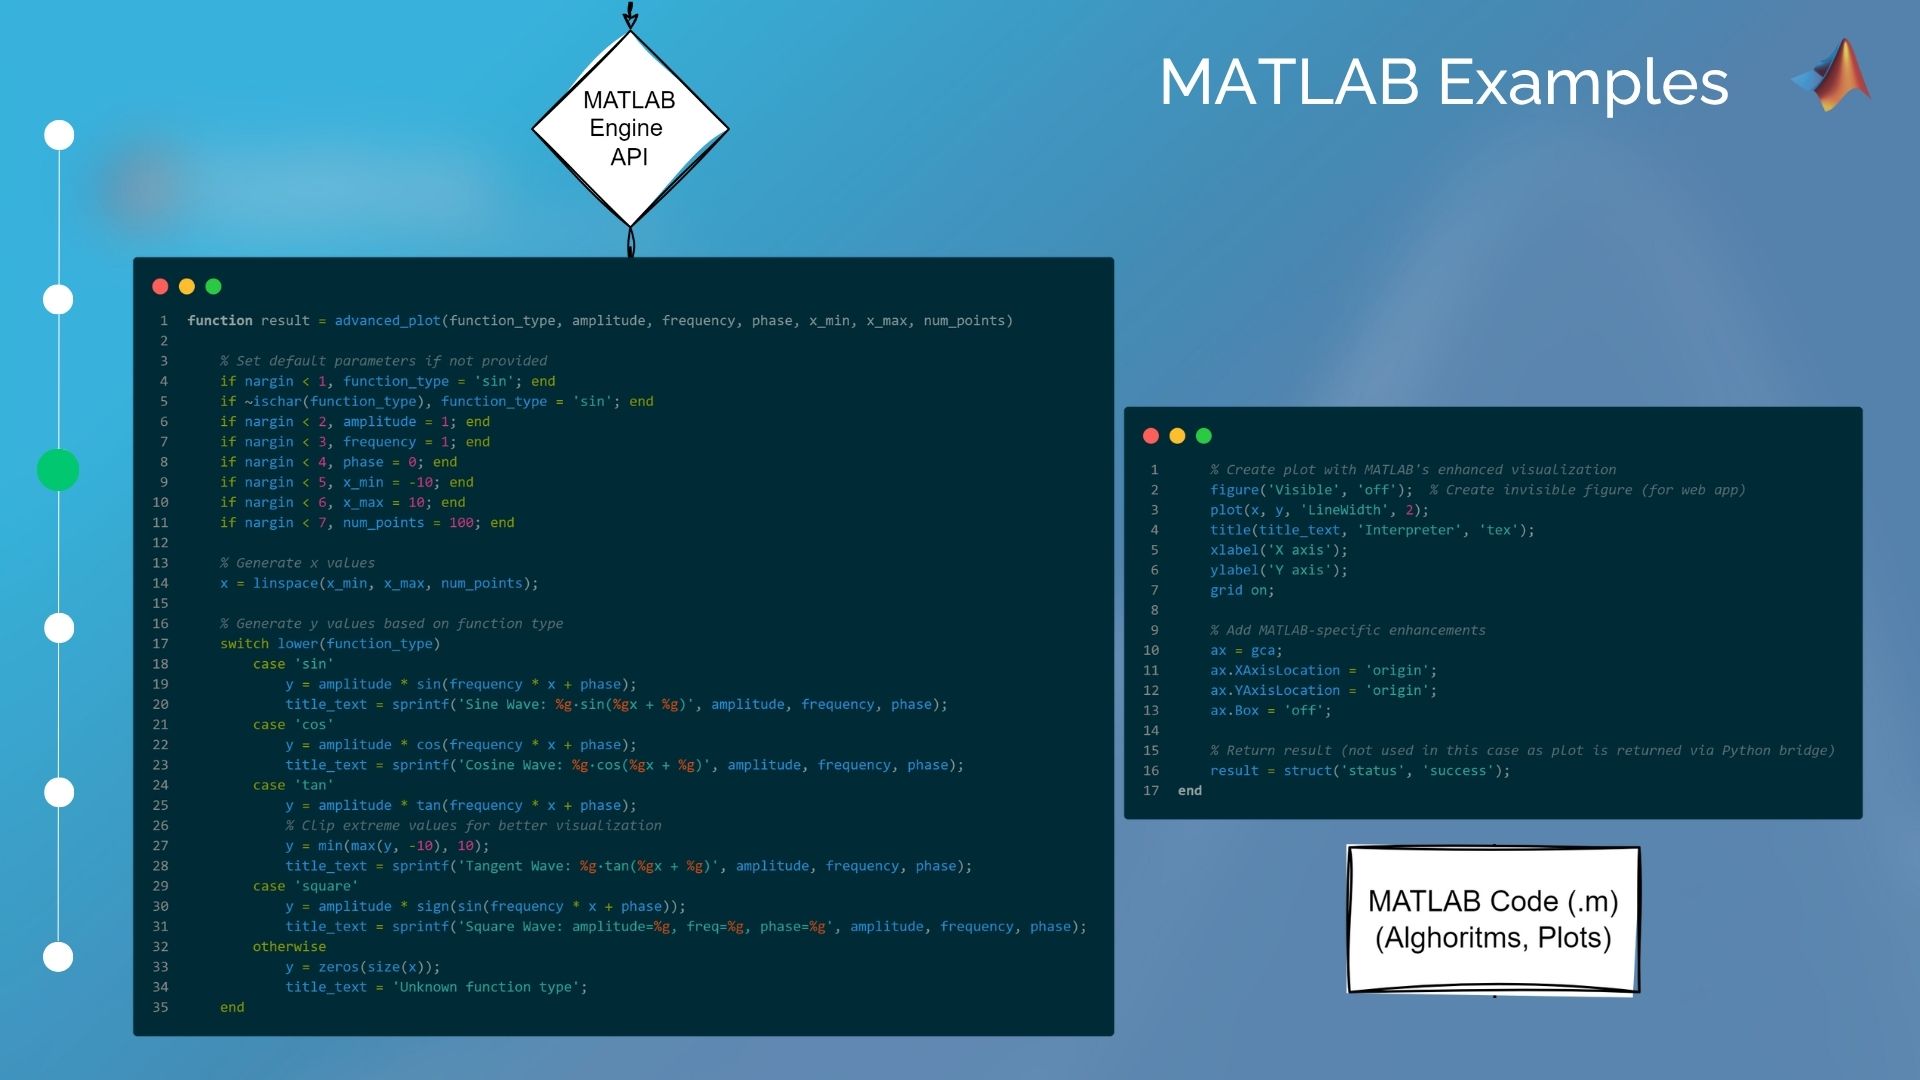 MATLAB
Engine
API
MATLAB Examples
1 function result = advanced_plot(function_type, amplitude, frequency, phase, x_min, x_max, num_points)
2
3 % Set default parameters if not provided
4 if nargin < 1, function_type = 'sin'; end
5 if ~ischar(function_type), function_type = 'sin'; end
6 if nargin < 2, amplitude = 1; end
7 if nargin < 3, frequency = 1; end
8 if nargin < 4, phase = 0; end
9 if nargin < 5, x_min = -10; end
10 if nargin < 6, x_max = 10; end
11 if nargin < 7, num_points = 100; end
12
13 % Generate x values
14 x = linspace(x_min, x_max, num_points);
15
16 % Generate y values based on function type
17 switch lower(function_type)
18 case 'sin'
19 y = amplitude * sin(frequency * x + phase);
20 title_text = sprintf('Sine Wave: %g·sin(%gx + %g)', amplitude, frequency, phase);
21 case 'cos'
22 y = amplitude * cos(frequency * x + phase);
23 title_text = sprintf('Cosine Wave: %g·cos(%gx + %g)', amplitude, frequency, phase);
24 case 'tan'
25 y = amplitude * tan(frequency * x + phase);
26 % Clip extreme values for better visualization
27 y = min(max(y, -10), 10);
28 title_text = sprintf('Tangent Wave: %g·tan(%gx + %g)', amplitude, frequency, phase);
29 case 'square'
30 y = amplitude * sign(sin(frequency * x + phase));
31 title_text = sprintf('Square Wave: amplitude=%g, freq=%g, phase=%g', amplitude, frequency, phase);
32 otherwise
33 y = zeros(size(x));
34 title_text = 'Unknown function type';
35 end
1 % Create plot with MATLAB's enhanced visualization
2 figure('Visible', 'off'); % Create invisible figure (for web app)
3 plot(x, y, 'LineWidth', 2);
4 title(title_text, 'Interpreter', 'tex');
5 xlabel('X axis');
6 ylabel('Y axis');
7 grid on;
8
9 % Add MATLAB-specific enhancements
10 ax = gca;
11 ax.XAxisLocation = 'origin';
12 ax.YAxisLocation = 'origin';
13 ax.Box = 'off';
14
15 % Return result (not used in this case as plot is returned via Python bridge)
16 result = struct('status', 'success');
17 end
MATLAB Code (.m)
(Alghoritms, Plots)